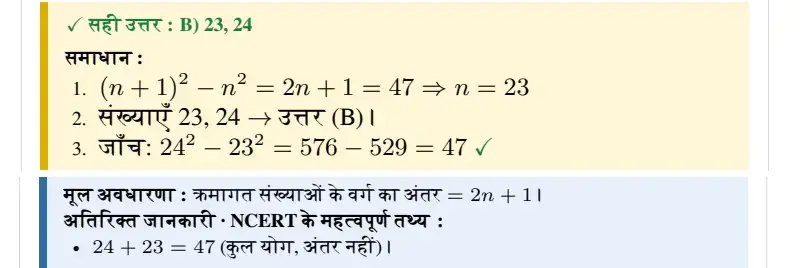 ✓ सही उत्तर : B) 23, 24
समाधान :
1. (n + 1)² − n² = 2n + 1 = 47 ⇒ n = 23
2. संख्याएँ 23, 24 → उत्तर (B)।
3. जाँच: 24² − 23² = 576 − 529 = 47 ✓
मूल अवधारणा : क्रमागत संख्याओं के वर्ग का अंतर = 2n + 1।
अतिरिक्त जानकारी · NCERT के महत्वपूर्ण तथ्य :
• 24 + 23 = 47 (कुल योग, अंतर नहीं)।